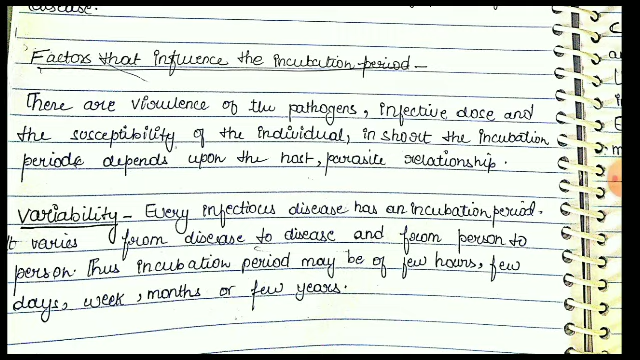 disease.
Factors that influence the incubation period –
There are virulence of the pathogens, infective dose and
the susceptibility of the individual, in short the incubation
periods depends upon the host, parasite relationship.
Variability – Every infectious disease has an incubation period.
It varies from disease to disease and from person to
person. Thus incubation period may be of few hours, few
days, week, months or few years.